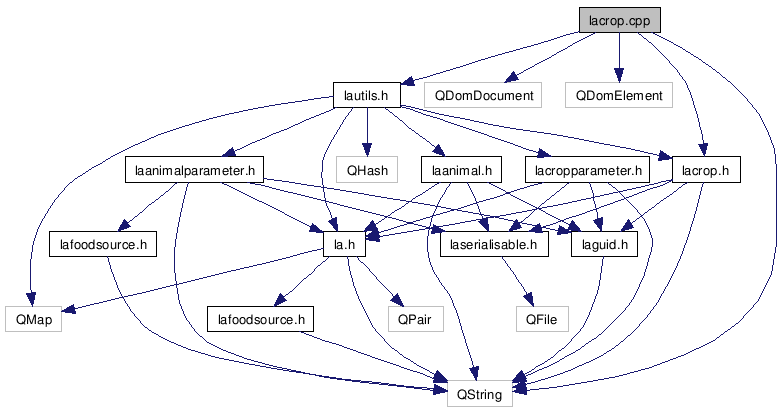 lacrop.cpp
lautils.h
QDomDocument
QDomElement
laanimalparameter.h
QHash
laanimal.h
lacropparameter.h
lacrop.h
lafoodsource.h
la.h
laserialisable.h
laguid.h
QMap
lafoodsource.h
QPair
QFile
QString